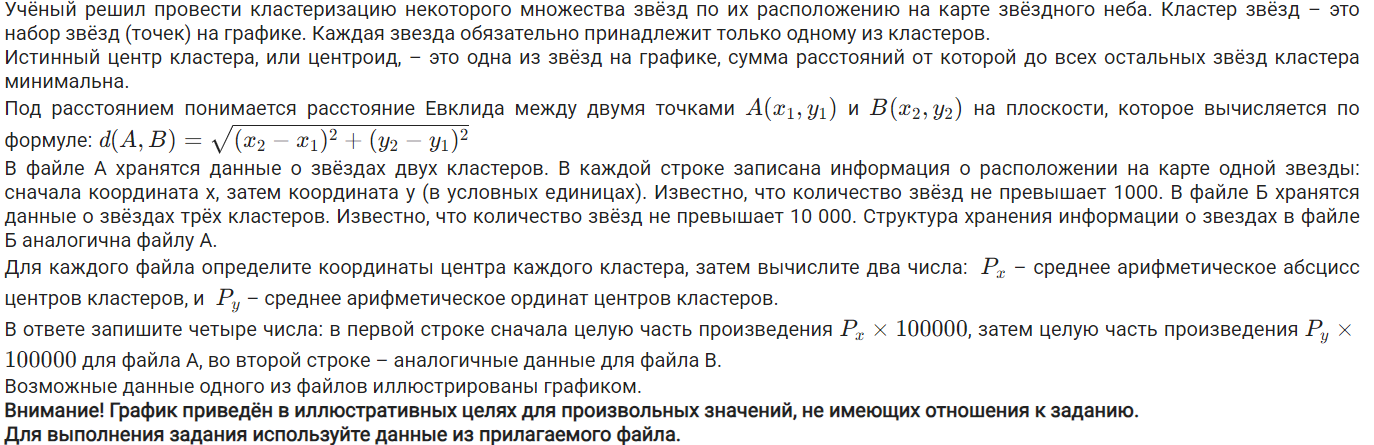 Учёный решил провести кластеризацию некоторого множества звёзд по их расположению на карте звёздного неба. Кластер звёзд – это
набор звёзд (точек) на графике. Каждая звезда обязательно принадлежит только одному из кластеров.
Истинный центр кластера, или центроид, – это одна из звёзд на графике, сумма расстояний от которой до всех остальных звёзд кластера
минимальна.
Под расстоянием понимается расстояние Евклида между двумя точками A(x₁, y₁) и B(x₂, y₂) на плоскости, которое вычисляется по
формуле: d(A, B) = √((x₂ − x₁)² + (y₂ − y₁)²)
В файле А хранятся данные о звёздах двух кластеров. В каждой строке записана информация о расположении на карте одной звезды:
сначала координата x, затем координата y (в условных единицах). Известно, что количество звёзд не превышает 1000. В файле Б хранятся
данные о звёздах трёх кластеров. Известно, что количество звёзд не превышает 10 000. Структура хранения информации о звездах в файле
Б аналогична файлу А.
Для каждого файла определите координаты центра каждого кластера, затем вычислите два числа: Pₓ – среднее арифметическое абсцисс
центров кластеров, и P_y – среднее арифметическое ординат центров кластеров.
В ответе запишите четыре числа: в первой строке сначала целую часть произведения Pₓ × 100000, затем целую часть произведения P_y ×
100000 для файла А, во второй строке – аналогичные данные для файла B.
Возможные данные одного из файлов иллюстрированы графиком.
Внимание! График приведён в иллюстративных целях для произвольных значений, не имеющих отношения к заданию.
Для выполнения задания используйте данные из прилагаемого файла.